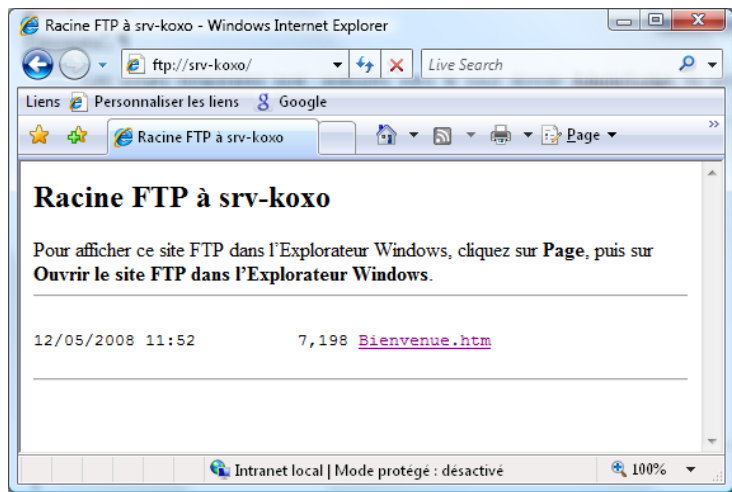 Racine FTP à srv-koxo - Windows Internet Explorer
ftp://srv-koxo/
Live Search
Liens Personnaliser les liens Google
Racine FTP à srv-koxo
Page
Racine FTP à srv-koxo
Pour afficher ce site FTP dans l'Explorateur Windows, cliquez sur Page, puis sur
Ouvrir le site FTP dans l'Explorateur Windows.
12/05/2008 11:52 7,198 Bienvenue.htm
Intranet local | Mode protégé : désactivé
100%